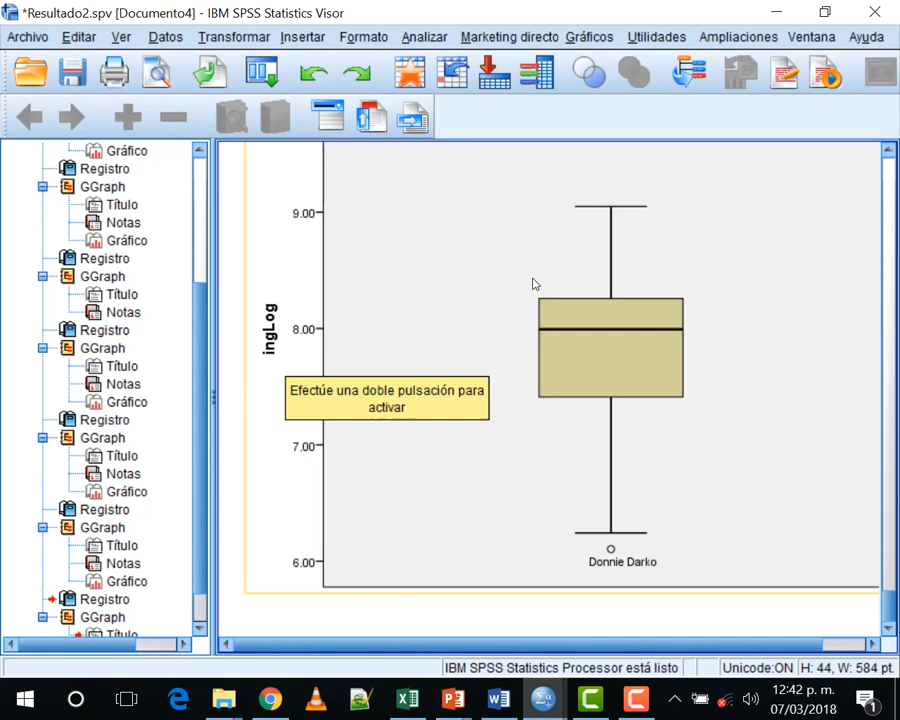 *Resultado2.spv [Documento4] - IBM SPSS Statistics Visor
Archivo Editar Ver Datos Transformar Insertar Formato Analizar Marketing directo Gráficos Utilidades Ampliaciones Ventana Ayuda
Gráfico
Registro
GGraph
Título
Notas
Gráfico
Registro
GGraph
Título
Notas
Registro
GGraph
Título
Notas
Gráfico
Registro
GGraph
Título
Notas
Gráfico
Registro
GGraph
Título
Notas
Gráfico
Registro
GGraph
Título
9.00
8.00
7.00
6.00
ingLog
Efectúe una doble pulsación para
activar
Donnie Darko
IBM SPSS Statistics Processor está listo Unicode:ON H: 44, W: 584 pt.
12:42 p. m.
07/03/2018
1